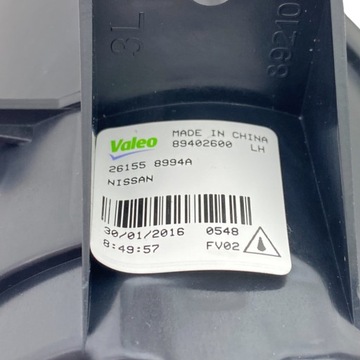 3L
89210
Valeo
MADE IN CHINA
89402600 LH
26155 8994A
NISSAN
30/01/2016 0548
8:49:57 FV02